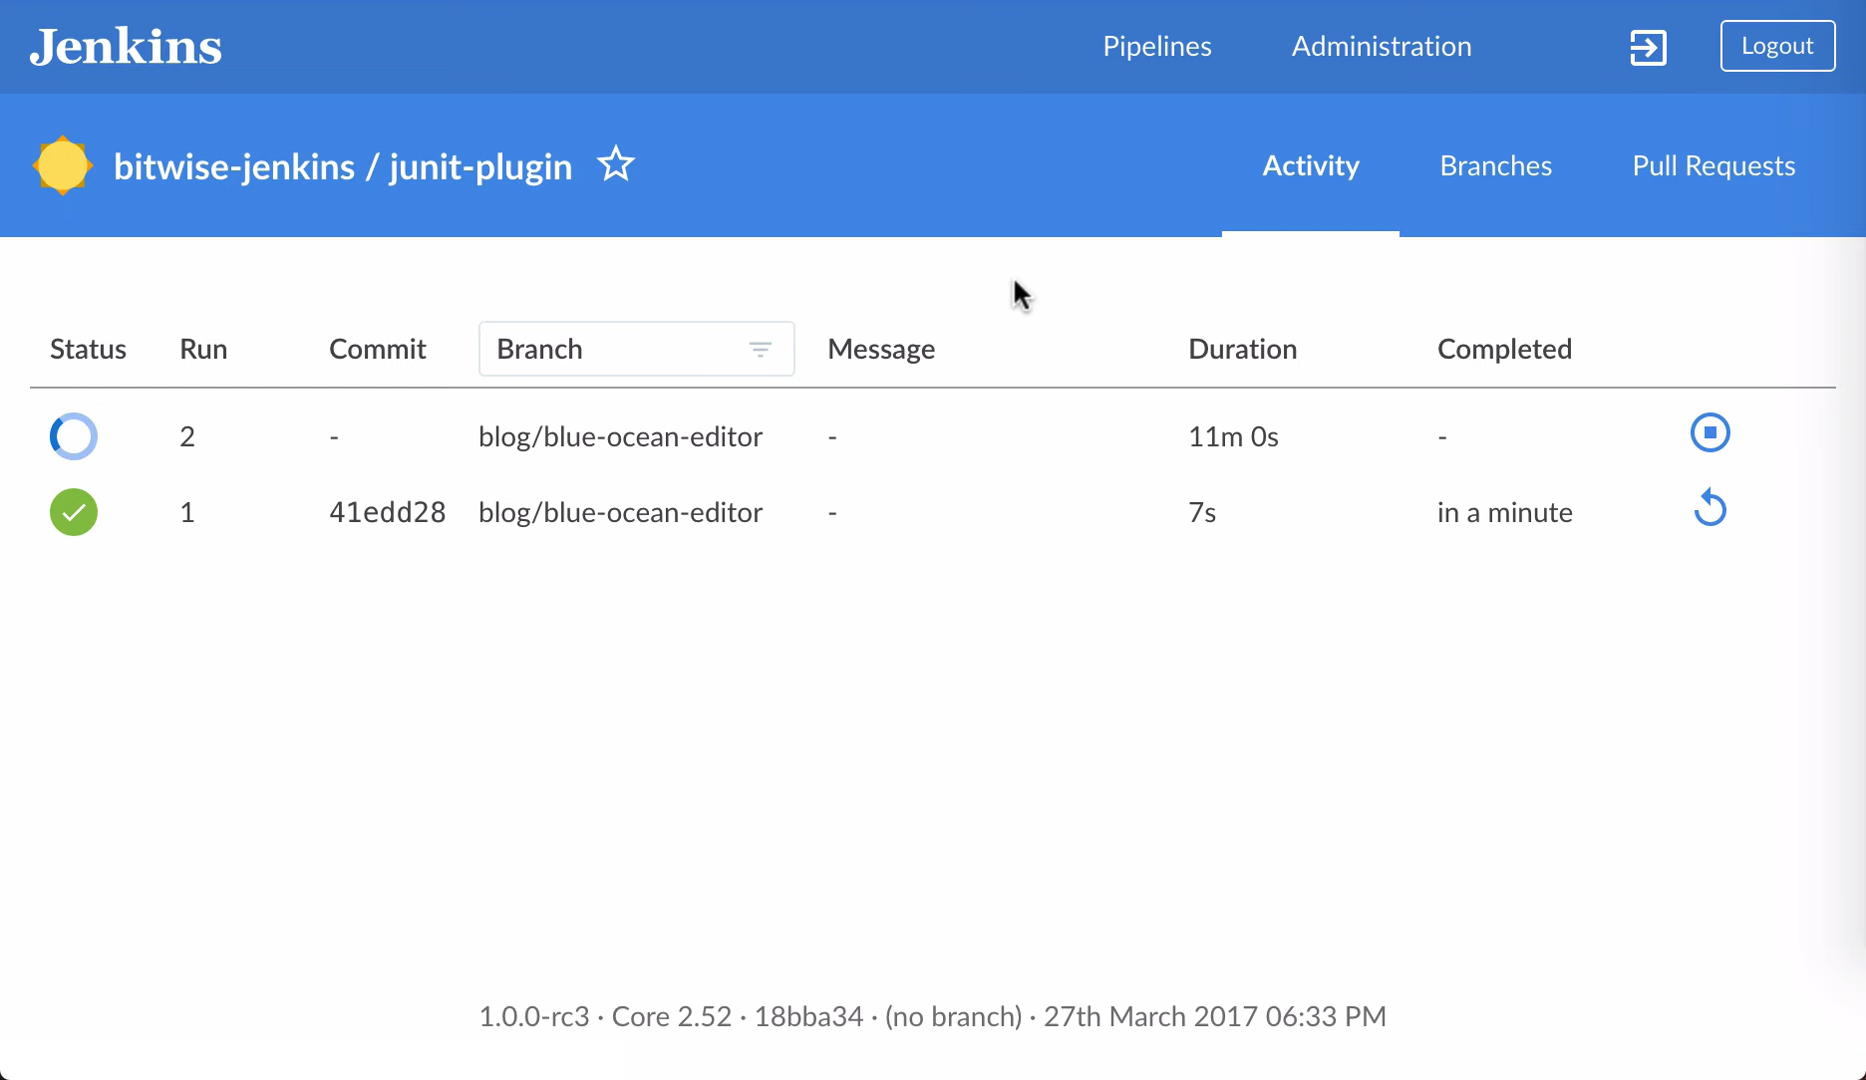 Jenkins Pipelines Administration Logout
bitwise-jenkins / junit-plugin Activity Branches Pull Requests
Status Run Commit Branch Message Duration Completed
2 - blog/blue-ocean-editor - 11m 0s -
1 41edd28 blog/blue-ocean-editor - 7s in a minute
1.0.0-rc3 · Core 2.52 · 18bba34 · (no branch) · 27th March 2017 06:33 PM